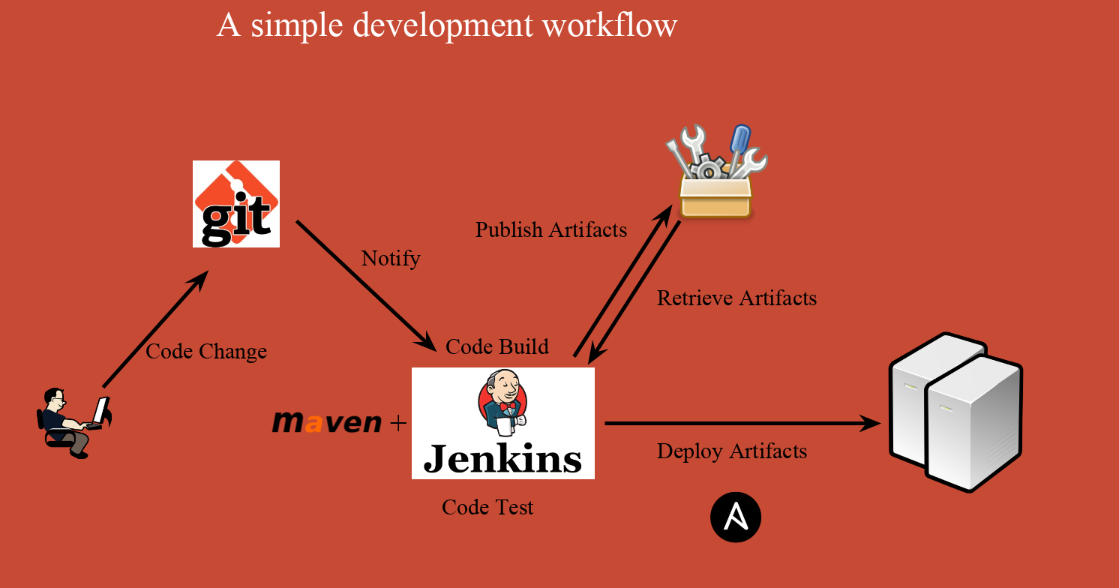 A simple development workflow
git
Publish Artifacts
Notify
Retrieve Artifacts
Code Change
Code Build
maven +
Jenkins
Deploy Artifacts
Code Test